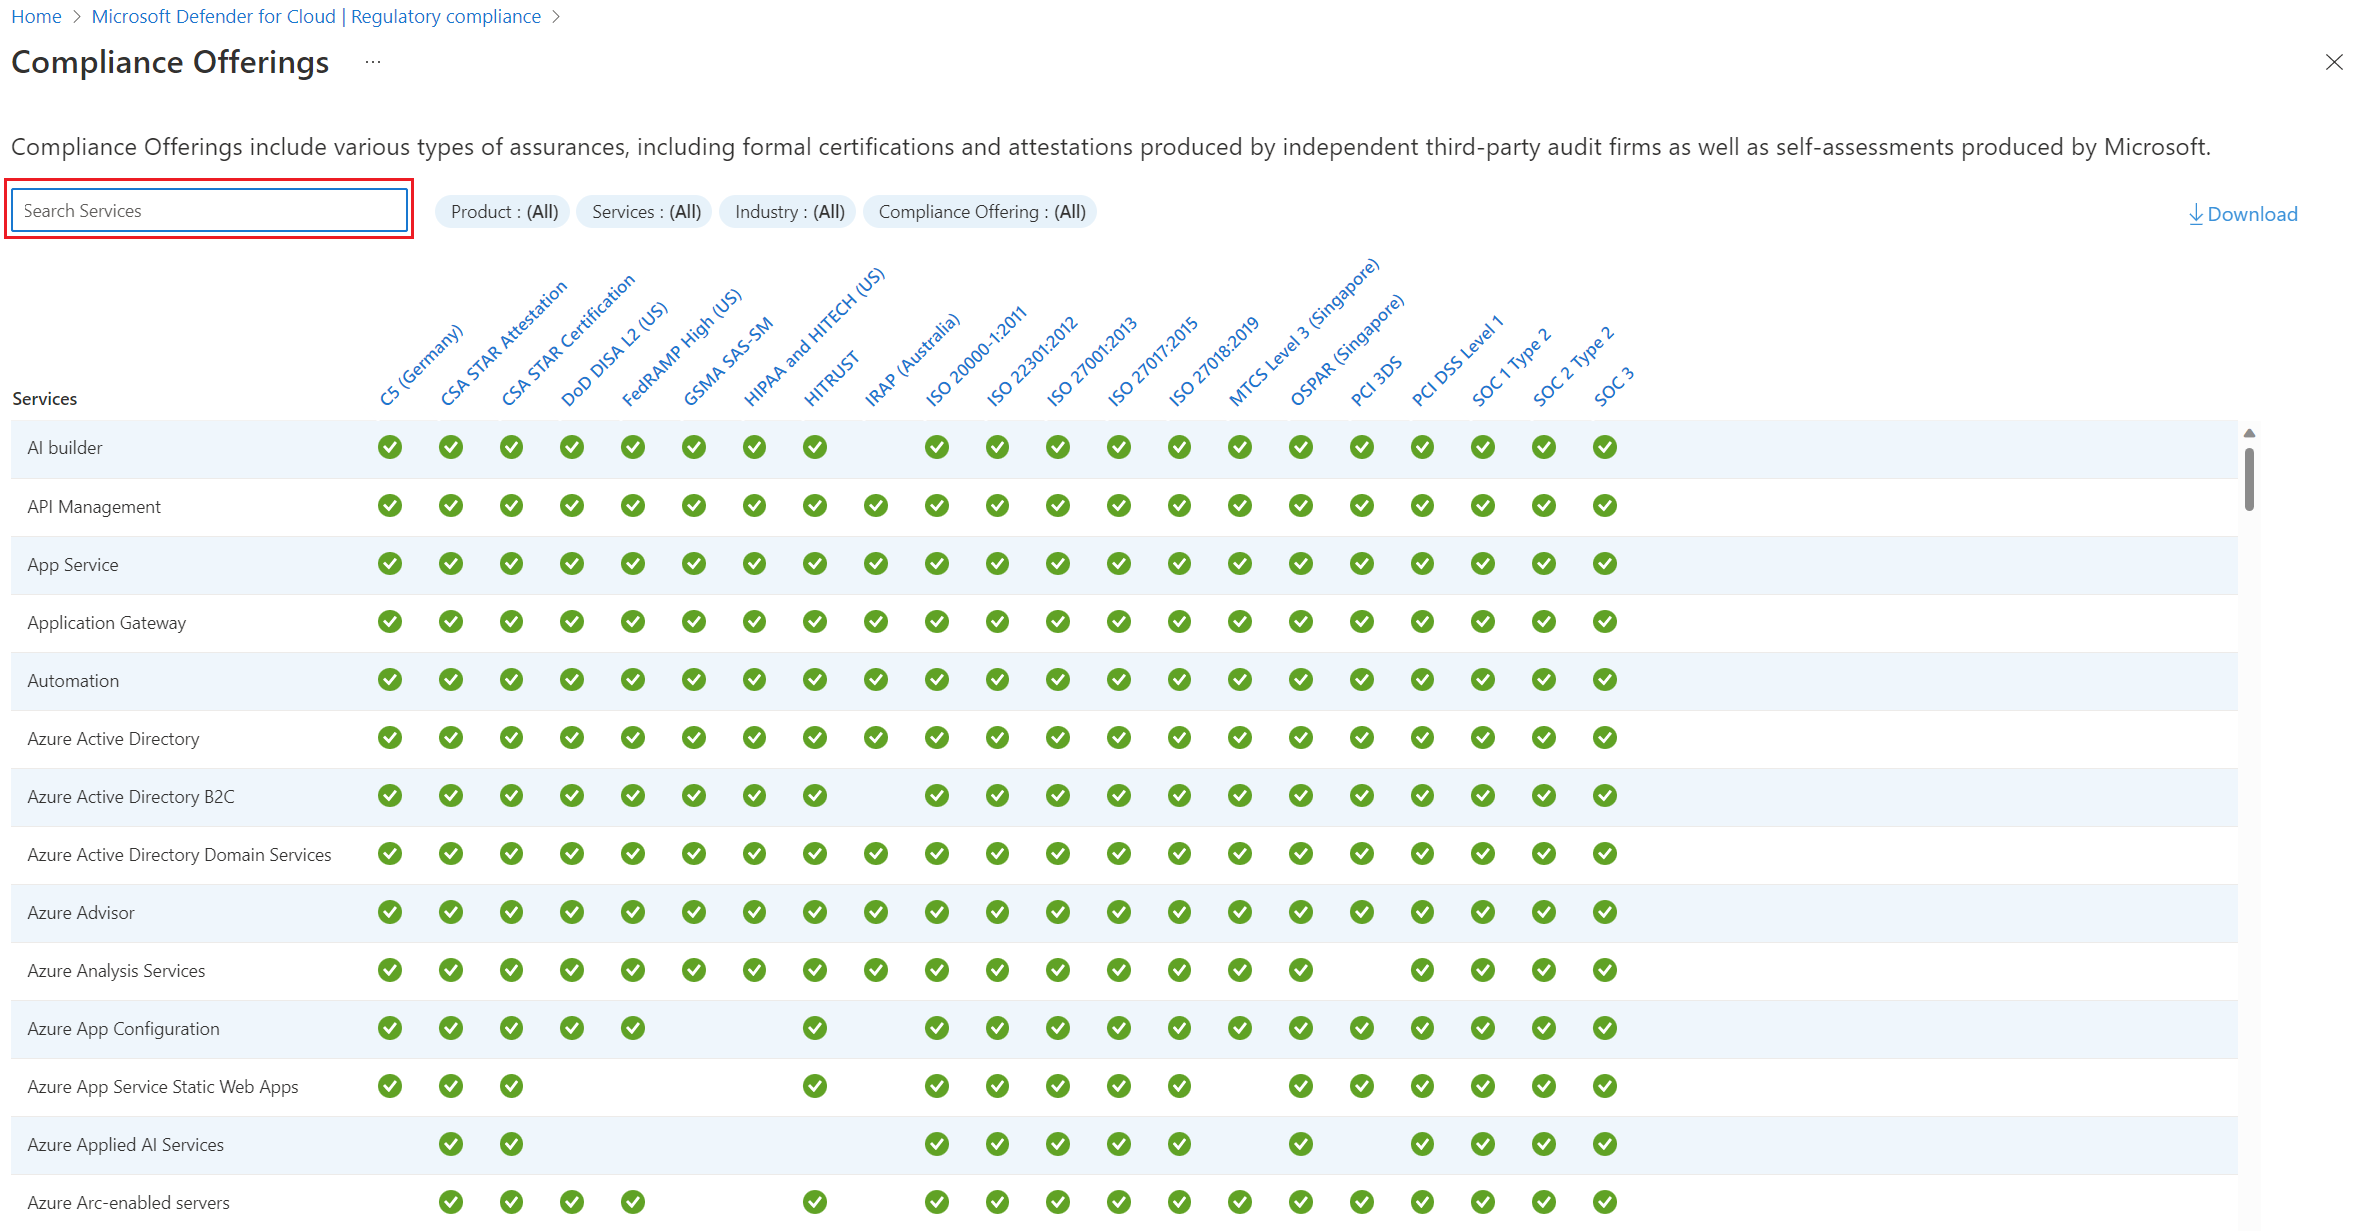 Home > Microsoft Defender for Cloud | Regulatory compliance >
Compliance Offerings ...
Compliance Offerings include various types of assurances, including formal certifications and attestations produced by independent third-party audit firms as well as self-assessments produced by Microsoft.
Search Services
Product : (All)
Services : (All)
Industry : (All)
Compliance Offering : (All)
Download
Services
C5 (Germany)
CSA STAR Attestation
CSA STAR Certification
DoD DISA L2 (US)
FedRAMP High (US)
GSMA SAS-SM
HIPAA and HITECH (US)
HITRUST
IRAP (Australia)
ISO 20000-1:2011
ISO 22301:2012
ISO 27001:2013
ISO 27017:2015
ISO 27018:2019
MTCS Level 3 (Singapore)
OSPAR (Singapore)
PCI 3DS
PCI DSS Level 1
SOC 1 Type 2
SOC 2 Type 2
SOC 3
AI builder
API Management
App Service
Application Gateway
Automation
Azure Active Directory
Azure Active Directory B2C
Azure Active Directory Domain Services
Azure Advisor
Azure Analysis Services
Azure App Configuration
Azure App Service Static Web Apps
Azure Applied AI Services
Azure Arc-enabled servers